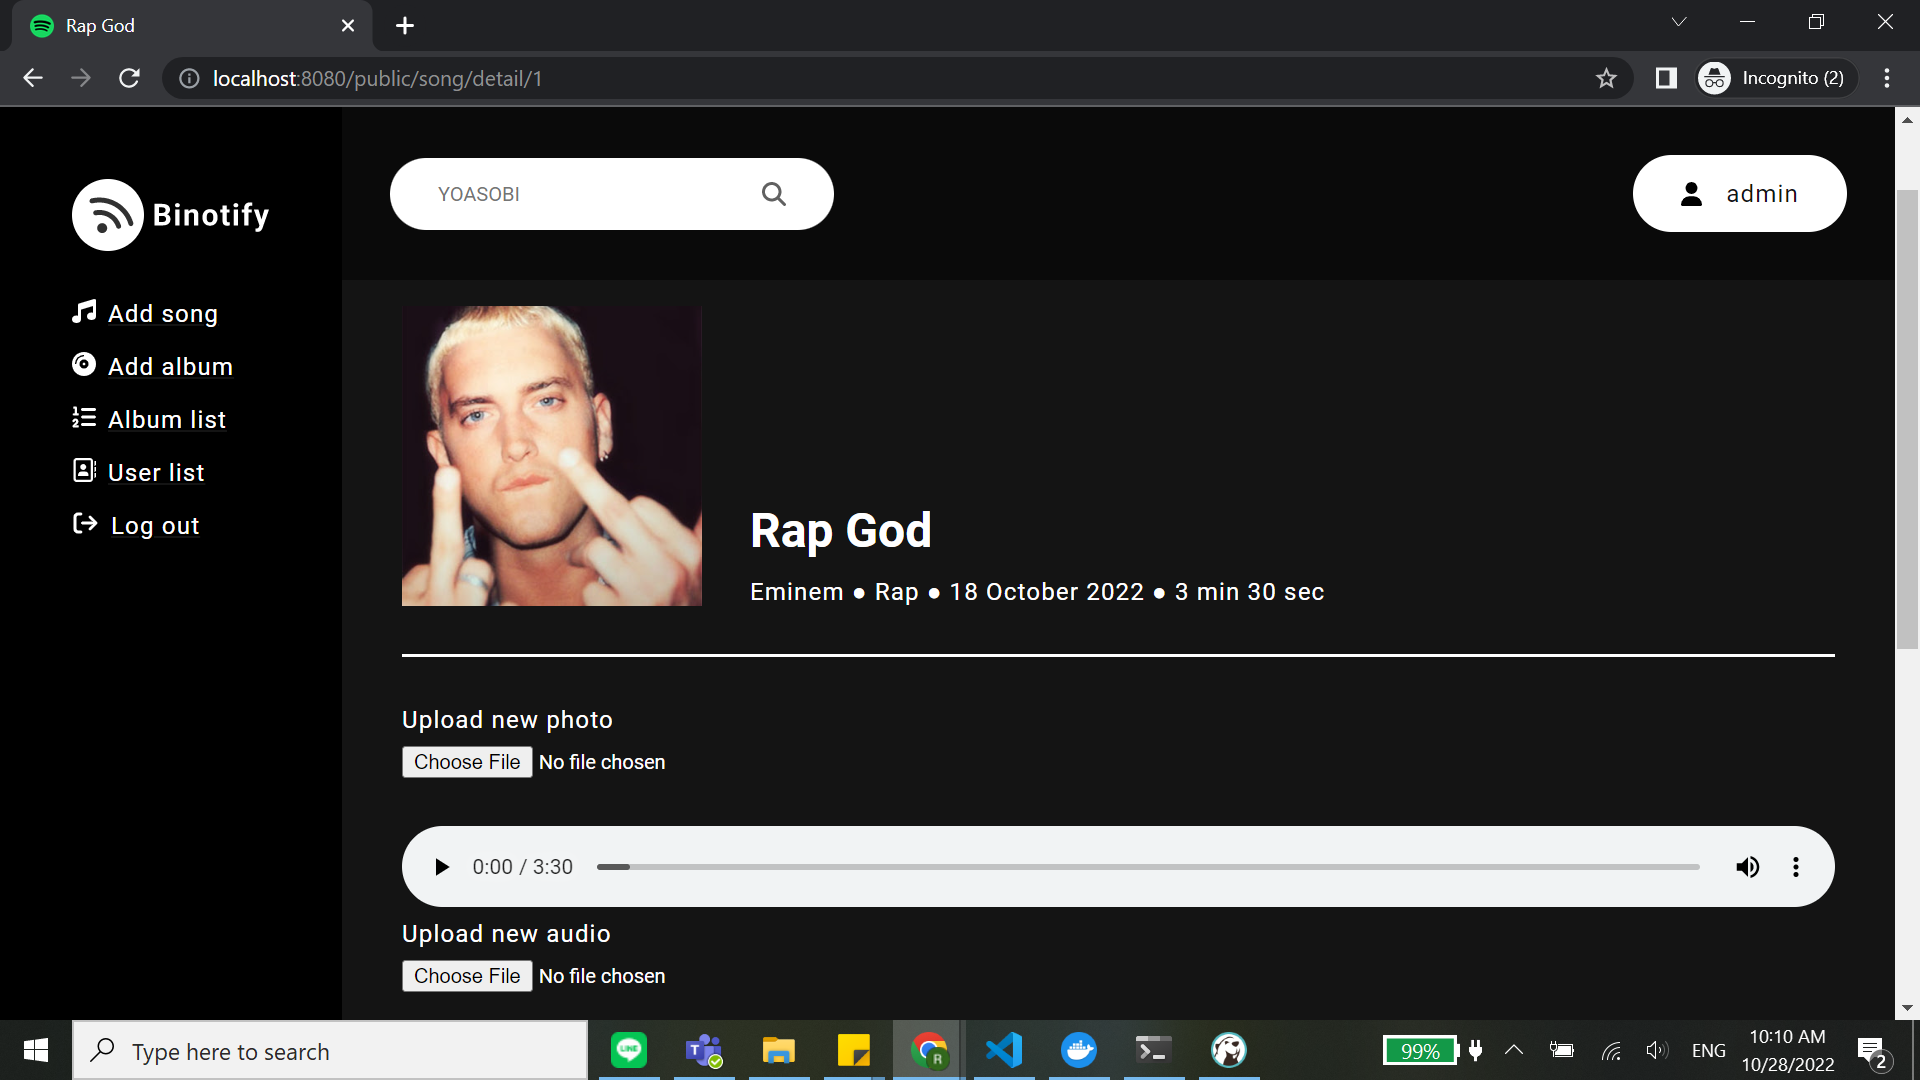 Rap God
localhost:8080/public/song/detail/1
Incognito (2)
Binotify
YOASOBI
admin
Add song
Add album
Album list
User list
Log out
Rap God
Eminem ● Rap ● 18 October 2022 ● 3 min 30 sec
Upload new photo
Choose File No file chosen
0:00 / 3:30
Upload new audio
Choose File No file chosen
Type here to search
LINE
T
R
99%
ENG
10:10 AM
10/28/2022
2